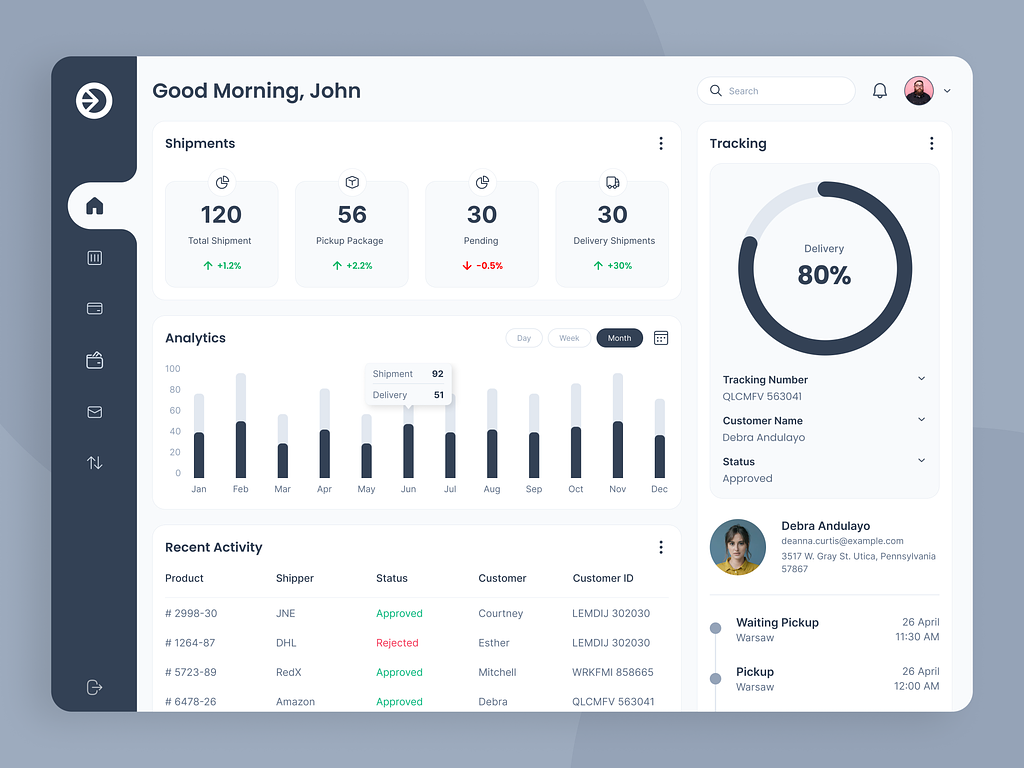 Good Morning, John
Search
Shipments
120
Total Shipment
+1.2%
56
Pickup Package
+2.2%
30
Pending
-0.5%
30
Delivery Shipments
+30%
Analytics
Day Week Month
100
80
60
40
20
0
Shipment 92
Delivery 51
Jan Feb Mar Apr May Jun Jul Aug Sep Oct Nov Dec
Recent Activity
Product Shipper Status Customer Customer ID
# 2998-30 JNE Approved Courtney LEMDIJ 302030
# 1264-87 DHL Rejected Esther LEMDIJ 302030
# 5723-89 RedX Approved Mitchell WRKFMI 858665
# 6478-26 Amazon Approved Debra QLCMFV 563041
Tracking
Delivery
80%
Tracking Number
QLCMFV 563041
Customer Name
Debra Andulayo
Status
Approved
Debra Andulayo
deanna.curtis@example.com
3517 W. Gray St. Utica, Pennsylvania
57867
Waiting Pickup 26 April
Warsaw 11:30 AM
Pickup 26 April
Warsaw 12:00 AM